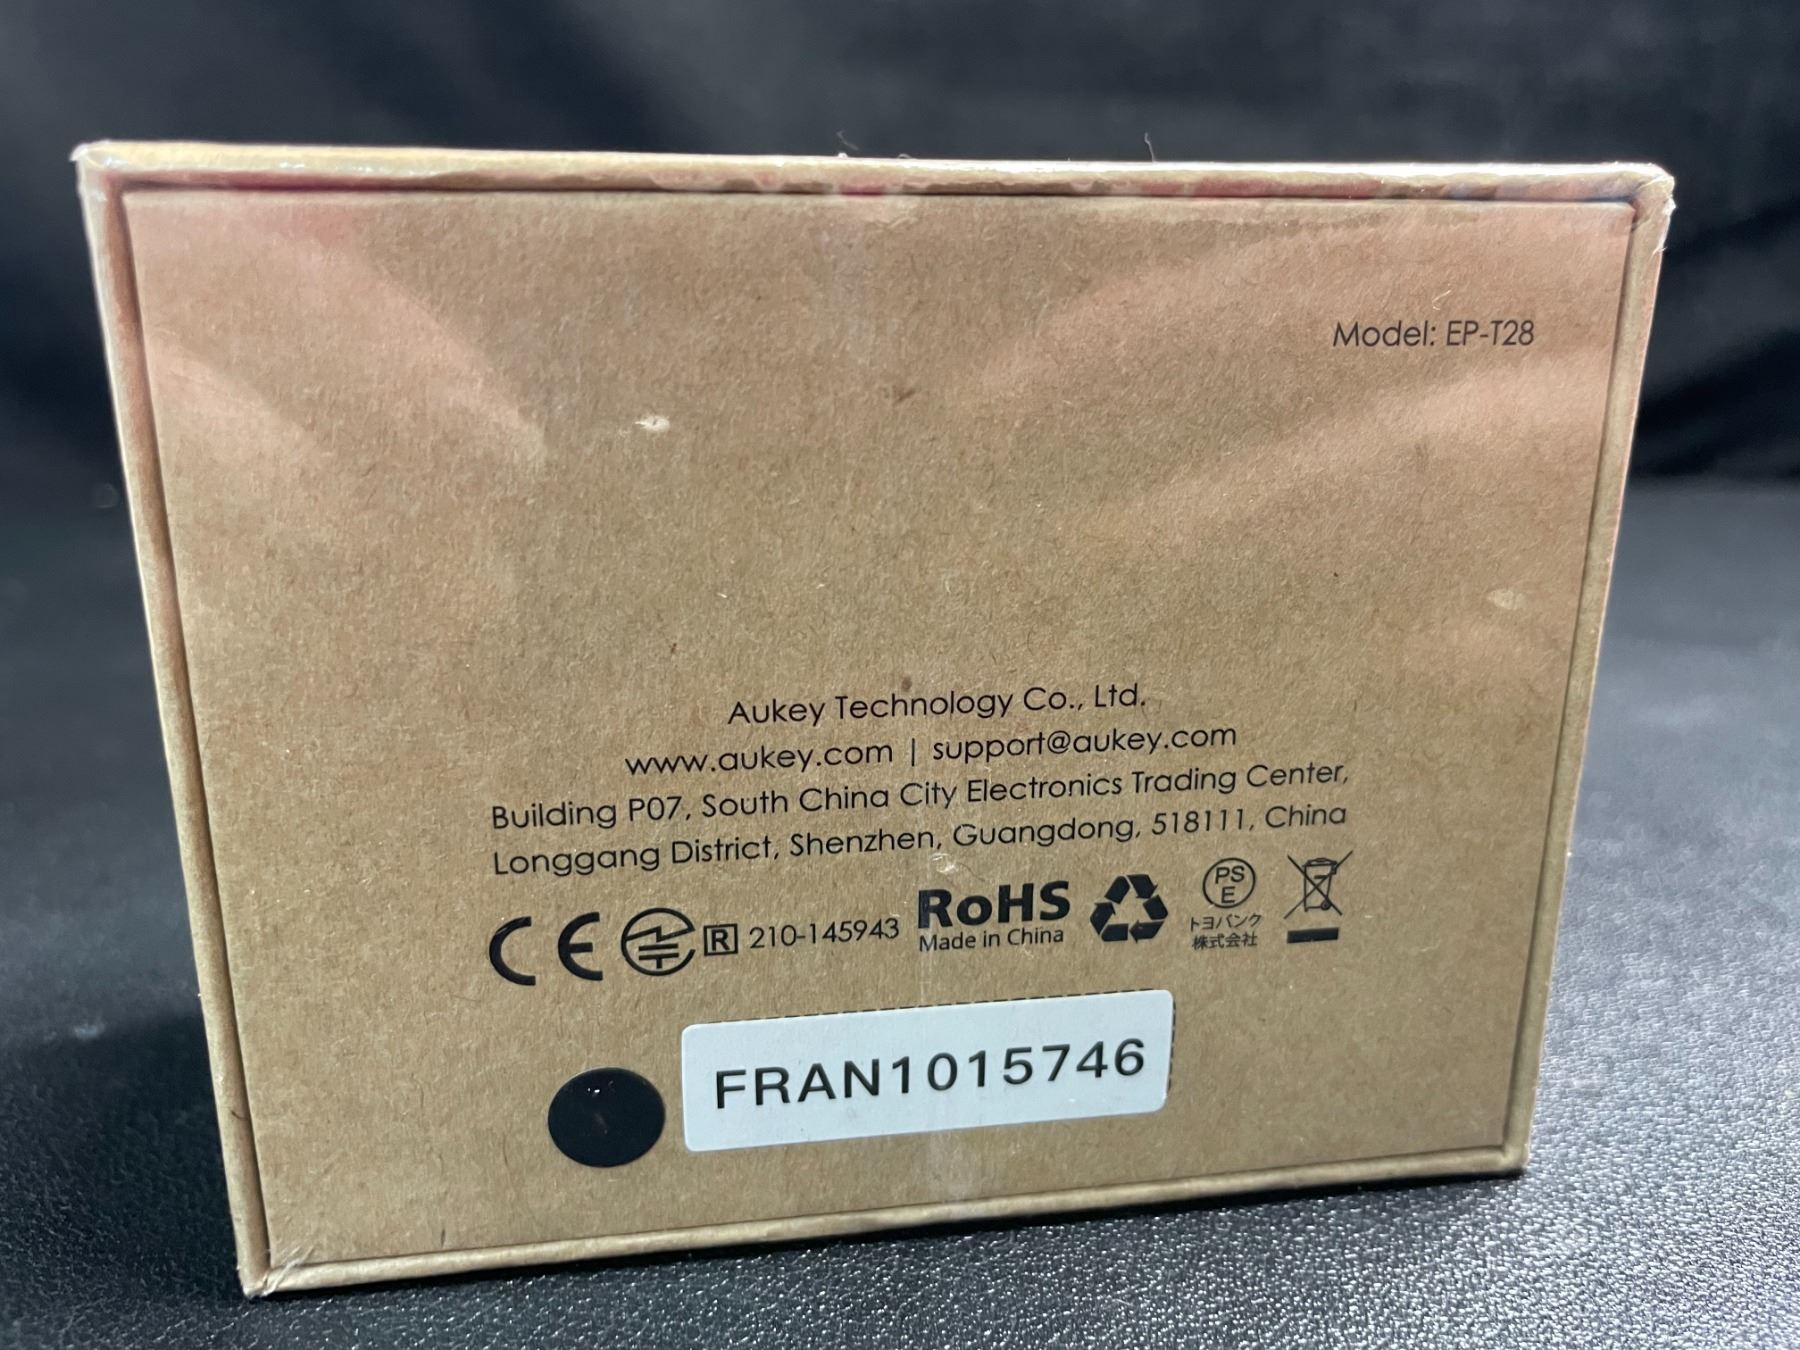 Model: EP-T28
Aukey Technology Co., Ltd.
www.aukey.com | support@aukey.com
Building P07, South China City Electronics Trading Center,
Longgang District, Shenzhen, Guangdong, 518111, China
CE R 210-145943 RoHS PSE
Made in China トヨバンク
株式会社
FRAN1015746